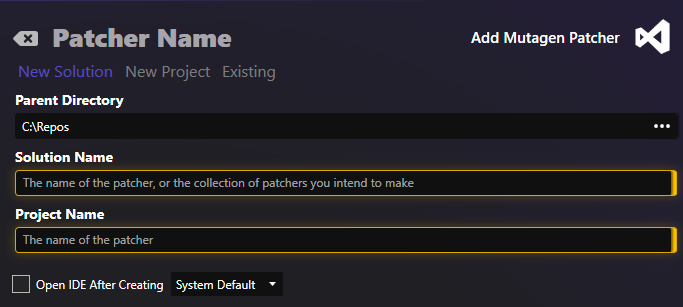 Patcher Name
Add Mutagen Patcher
New Solution New Project Existing
Parent Directory
C:\Repos
Solution Name
The name of the patcher, or the collection of patchers you intend to make
Project Name
The name of the patcher
Open IDE After Creating System Default